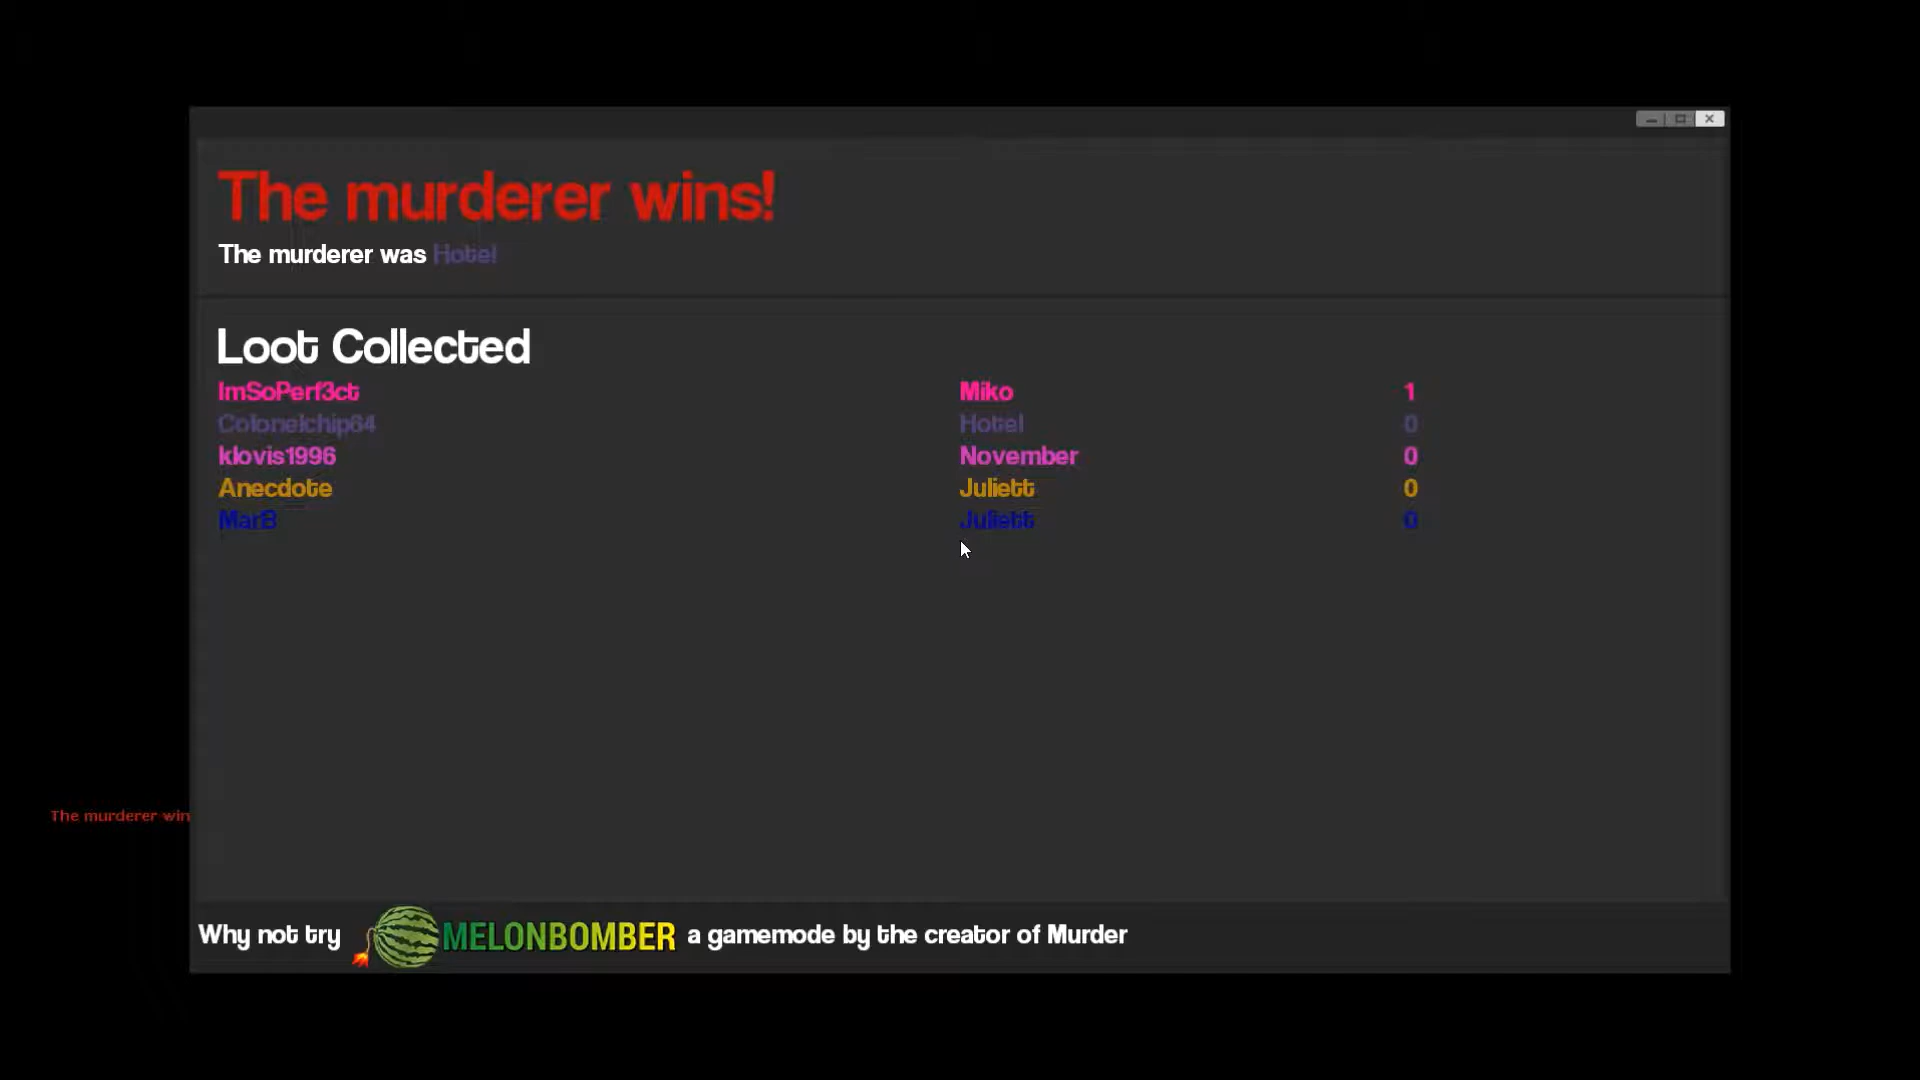 The murderer wins!
The murderer was Hotel
Loot Collected
ImSoPerf3ct Miko 1
Colonelchip64 Hotel 0
klovis1996 November 0
Anecdote Juliett 0
MarB Juliett 0
The murderer win
Why not try MELONBOMBER a gamemode by the creator of Murder